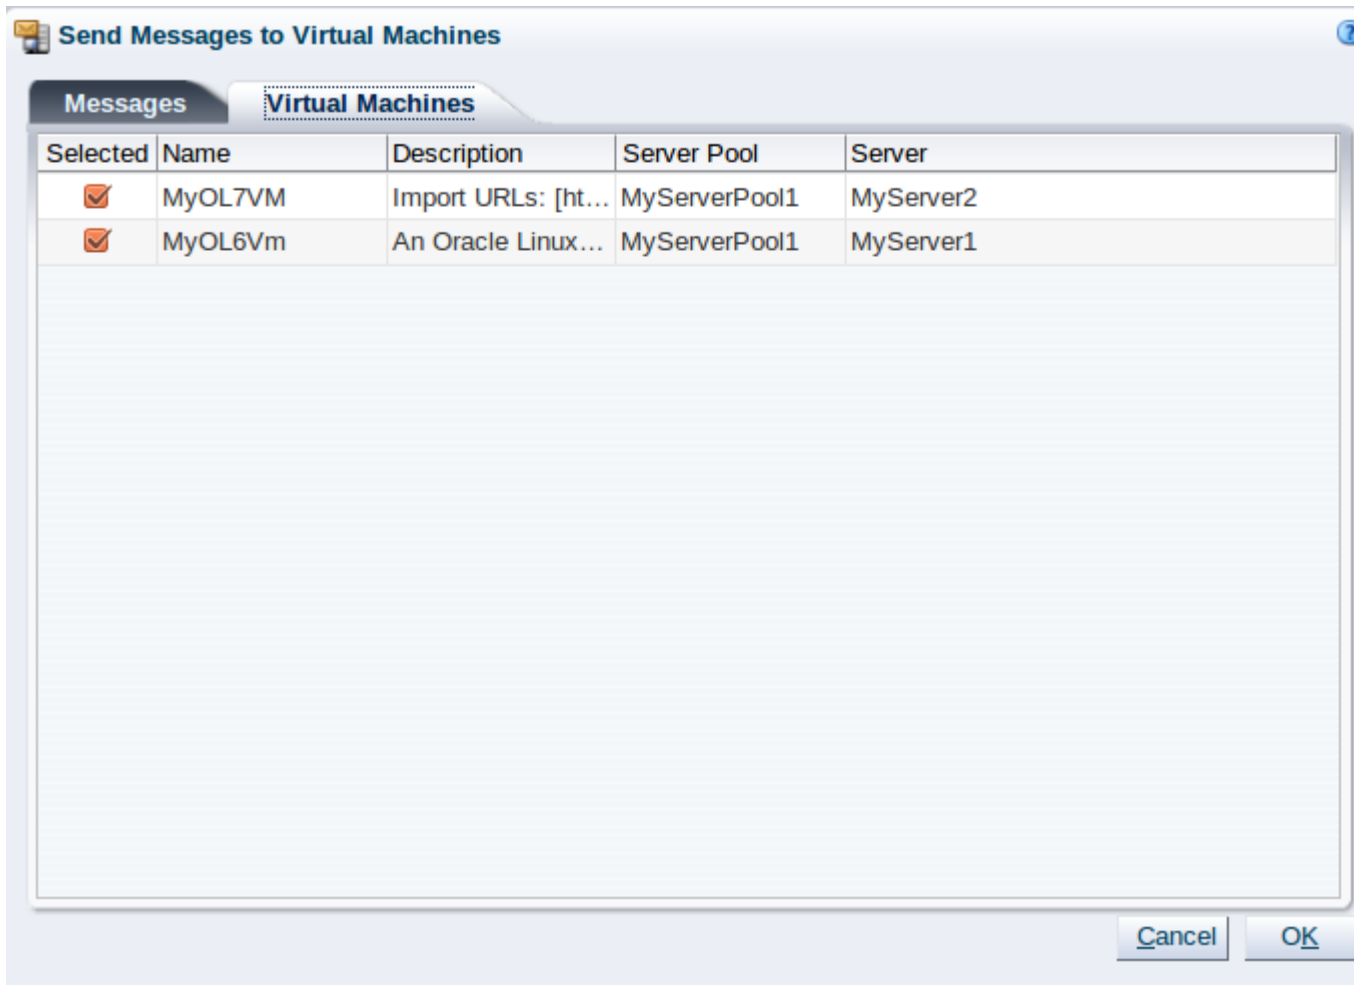 Send Messages to Virtual Machines
?
Messages Virtual Machines
Selected Name Description Server Pool Server
MyOL7VM Import URLs: [ht... MyServerPool1 MyServer2
MyOL6Vm An Oracle Linux... MyServerPool1 MyServer1
Cancel OK